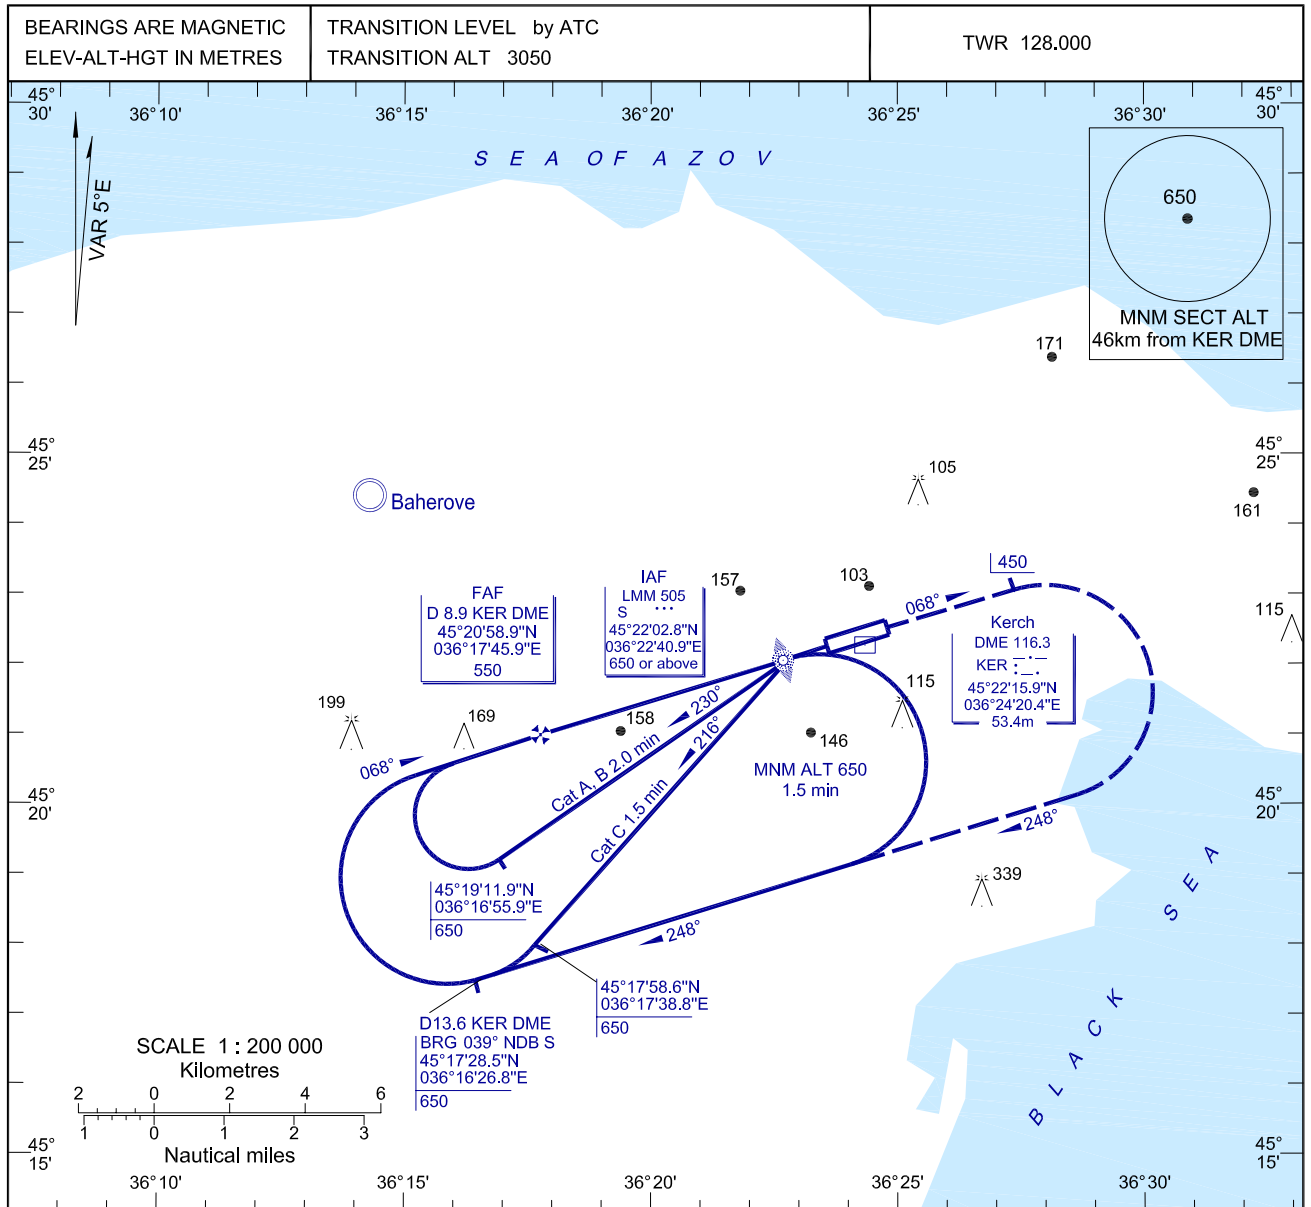 BEARINGS ARE MAGNETIC
ELEV-ALT-HGT IN METRES
TRANSITION LEVEL by ATC
TRANSITION ALT 3050
TWR 128.000
45°
30'
36°10'
36°15'
36°20'
36°25'
36°30'
45°
30'
VAR 5°E
SEA OF AZOV
650
MNM SECT ALT
46km from KER DME
171
45°
25'
45°
25'
105
161
Baherove
157
103
450
FAF
D 8.9 KER DME
45°20'58.9"N
036°17'45.9"E
550
IAF
LMM 505
S ···
45°22'02.8"N
036°22'40.9"E
650 or above
068°
Kerch
DME 116.3
KER
45°22'15.9"N
036°24'20.4"E
53.4m
115
199
169
158
230°
216°
115
146
068°
Cat A, B 2.0 min
Cat C 1.5 min
MNM ALT 650
1.5 min
45°
20'
45°
20'
248°
339
45°19'11.9"N
036°16'55.9"E
650
248°
45°17'58.6"N
036°17'38.8"E
650
D13.6 KER DME
BRG 039° NDB S
45°17'28.5"N
036°16'26.8"E
650
BLACK SEA
SCALE 1 : 200 000
Kilometres
2 0 2 4 6
1 0 1 2 3
Nautical miles
45°
15'
45°
15'
36°10'
36°15'
36°20'
36°25'
36°30'